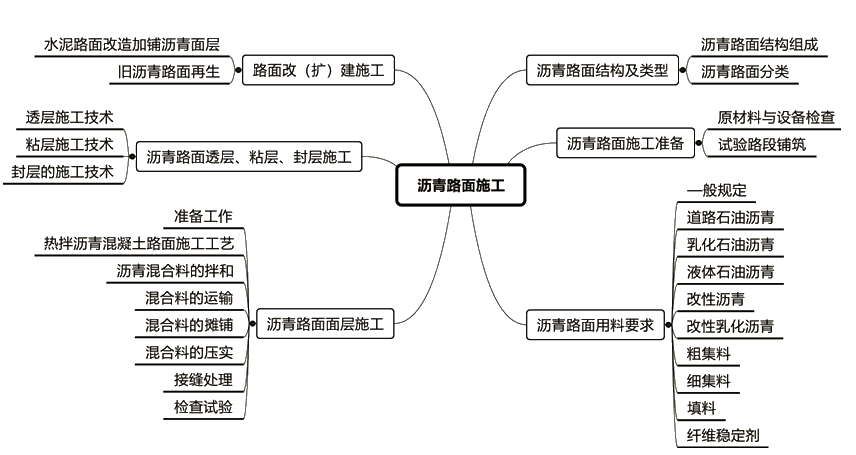 沥青路面施工
沥青路面结构及类型
沥青路面结构组成
沥青路面分类
沥青路面施工准备
原材料与设备检查
试验路段铺筑
沥青路面用料要求
一般规定
道路石油沥青
乳化石油沥青
液体石油沥青
改性沥青
改性乳化沥青
粗集料
细集料
填料
纤维稳定剂
路面改（扩）建施工
水泥路面改造加铺沥青面层
旧沥青路面再生
沥青路面透层、粘层、封层施工
透层施工技术
粘层施工技术
封层的施工技术
沥青路面面层施工
准备工作
热拌沥青混凝土路面施工工艺
沥青混合料的拌和
混合料的运输
混合料的摊铺
混合料的压实
接缝处理
检查试验